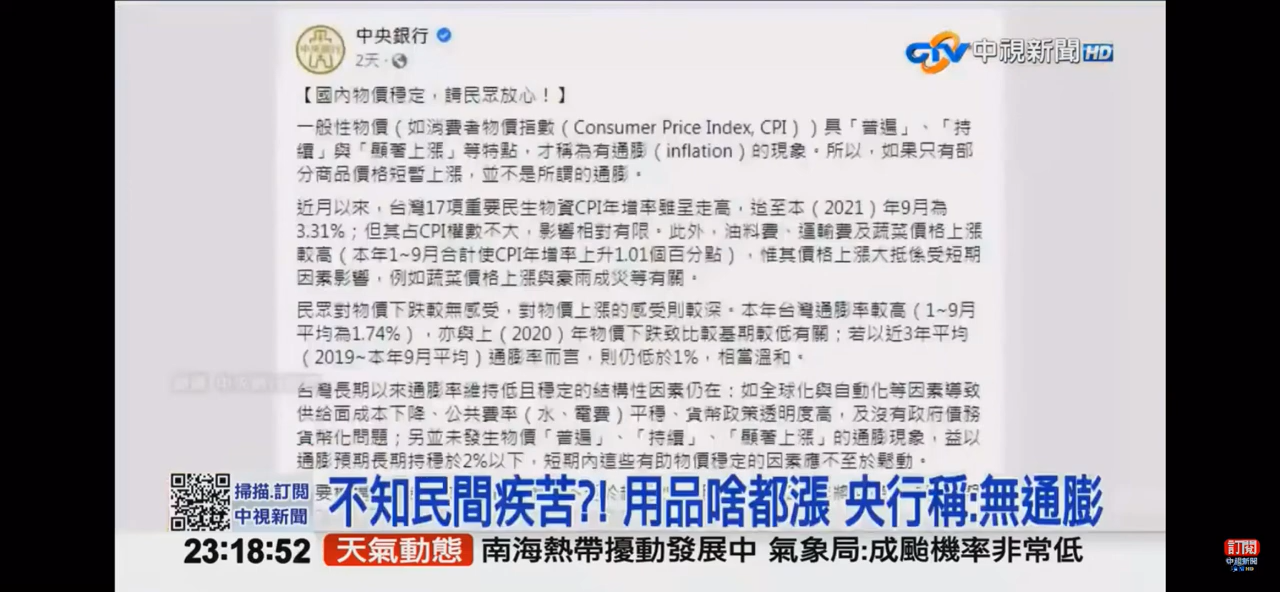 中央銀行
2天·
CTV中視新聞HD
【國內物價穩定，請民眾放心！】
一般性物價（如消費者物價指數（Consumer Price Index, CPI））具「普遍」、「持
續」與「顯著上漲」等特點，才稱為有通膨（inflation）的現象。所以，如果只有部
分商品價格短暫上漲，並不是所謂的通膨。
近月以來，台灣17項重要民生物資CPI年增率雖呈走高，迨至本（2021）年9月為
3.31%；但其占CPI權數不大，影響相對有限。此外，油料費、運輸費及蔬菜價格上漲
較高（本年1~9月合計使CPI年增率上升1.01個百分點），惟其價格上漲大抵係受短期
因素影響，例如蔬菜價格上漲與豪雨成災等有關。
民眾對物價下跌較無感受，對物價上漲的感受則較深。本年台灣通膨率較高（1~9月
平均為1.74%），亦與上（2020）年物價下跌致比較基期較低有關；若以近3年平均
（2019~本年9月平均）通膨率而言，則仍低於1%，相當溫和。
台灣長期以來通膨率維持低且穩定的結構性因素仍在：如全球化與自動化等因素導致
供給面成本下降、公共費率（水、電費）平穩、貨幣政策透明度高，及沒有政府債務
貨幣化問題；另並未發生物價「普遍」、「持續」、「顯著上漲」的通膨現象，益以
通膨預期長期持穩於2%以下，短期內這些有助物價穩定的因素應不至於鬆動。
掃描.訂閱
中視新聞
不知民間疾苦?! 用品啥都漲 央行稱:無通膨
23:18:52
天氣動態
南海熱帶擾動發展中 氣象局:成颱機率非常低
訂閱
中視新聞